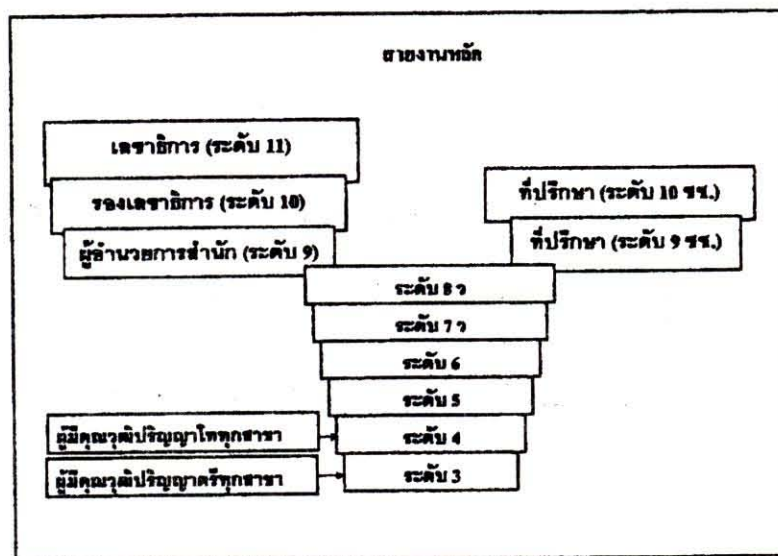 สายงานหลัก
เลขาธิการ (ระดับ 11)
รองเลขาธิการ (ระดับ 10)
ที่ปรึกษา (ระดับ 10 ชช.)
ผู้อำนวยการสำนัก (ระดับ 9)
ที่ปรึกษา (ระดับ 9 ชช.)
ระดับ 8 ว
ระดับ 7 ว
ระดับ 6
ระดับ 5
ผู้มีคุณวุฒิปริญญาโททุกสาขา
ระดับ 4
ผู้มีคุณวุฒิปริญญาตรีทุกสาขา
ระดับ 3